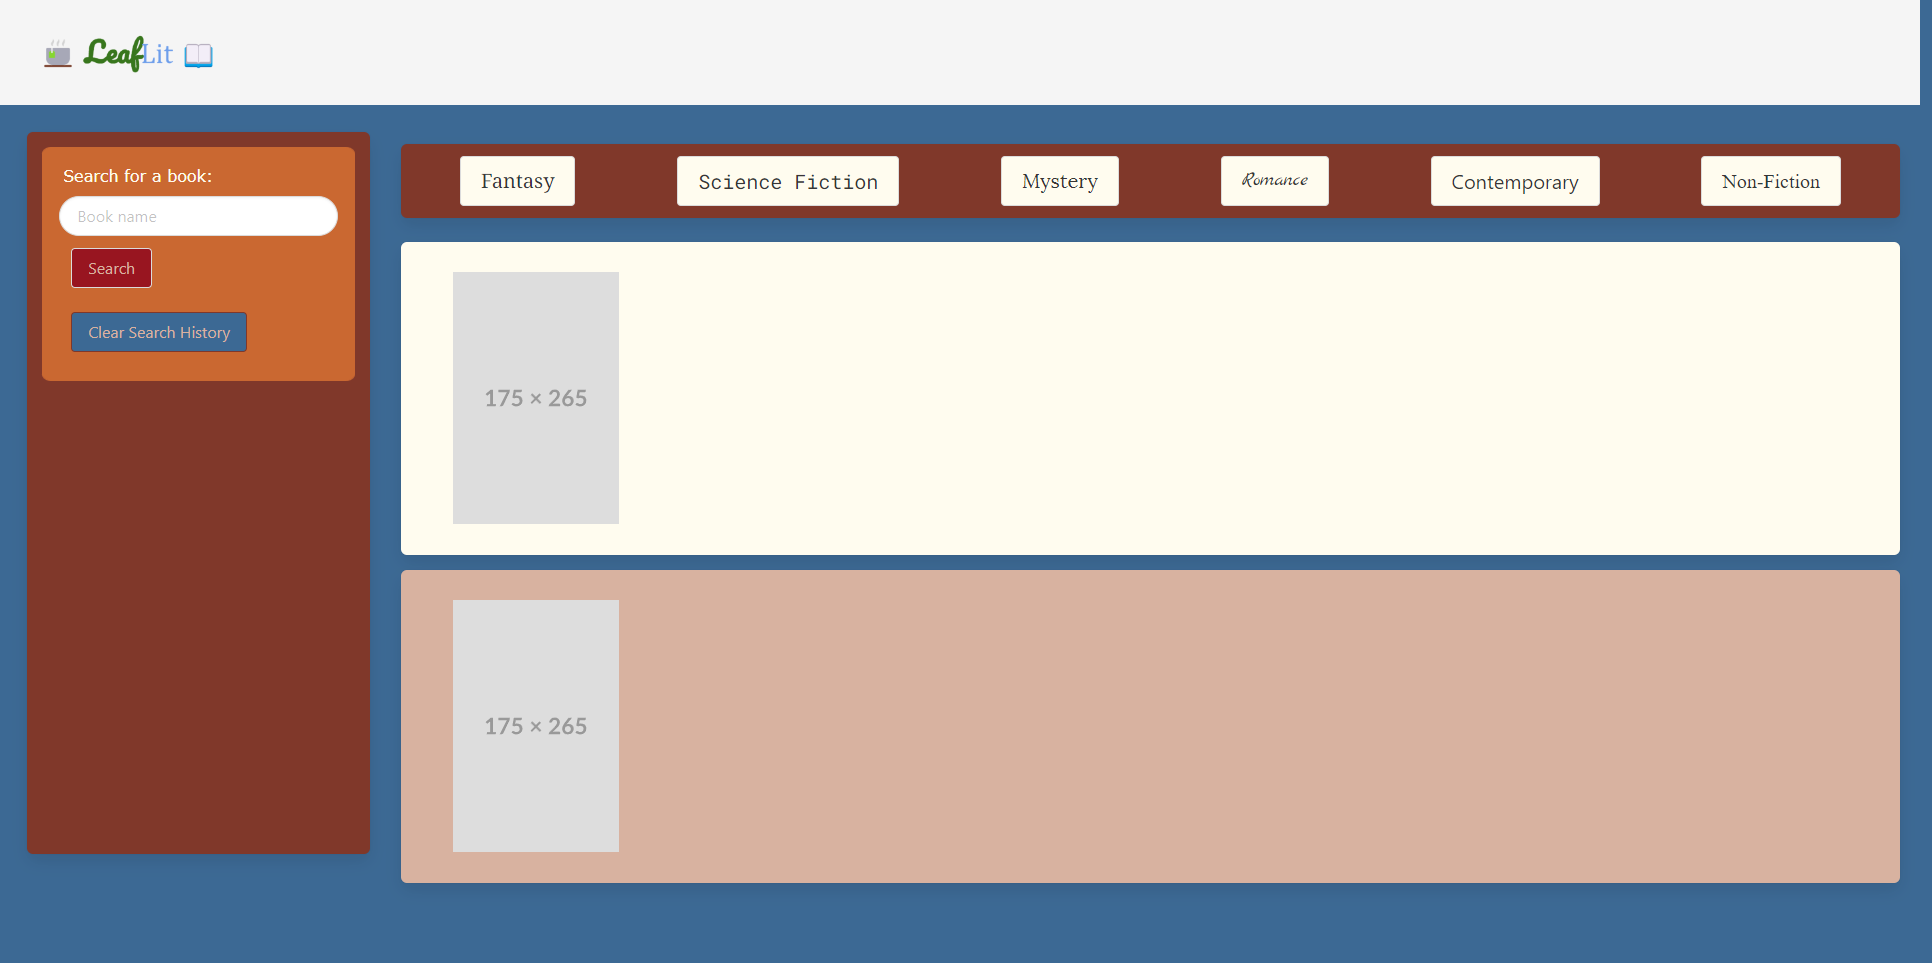 LeafLit
Search for a book:
Book name
Search
Clear Search History
Fantasy
Science Fiction
Mystery
Romance
Contemporary
Non-Fiction
175 × 265
175 × 265